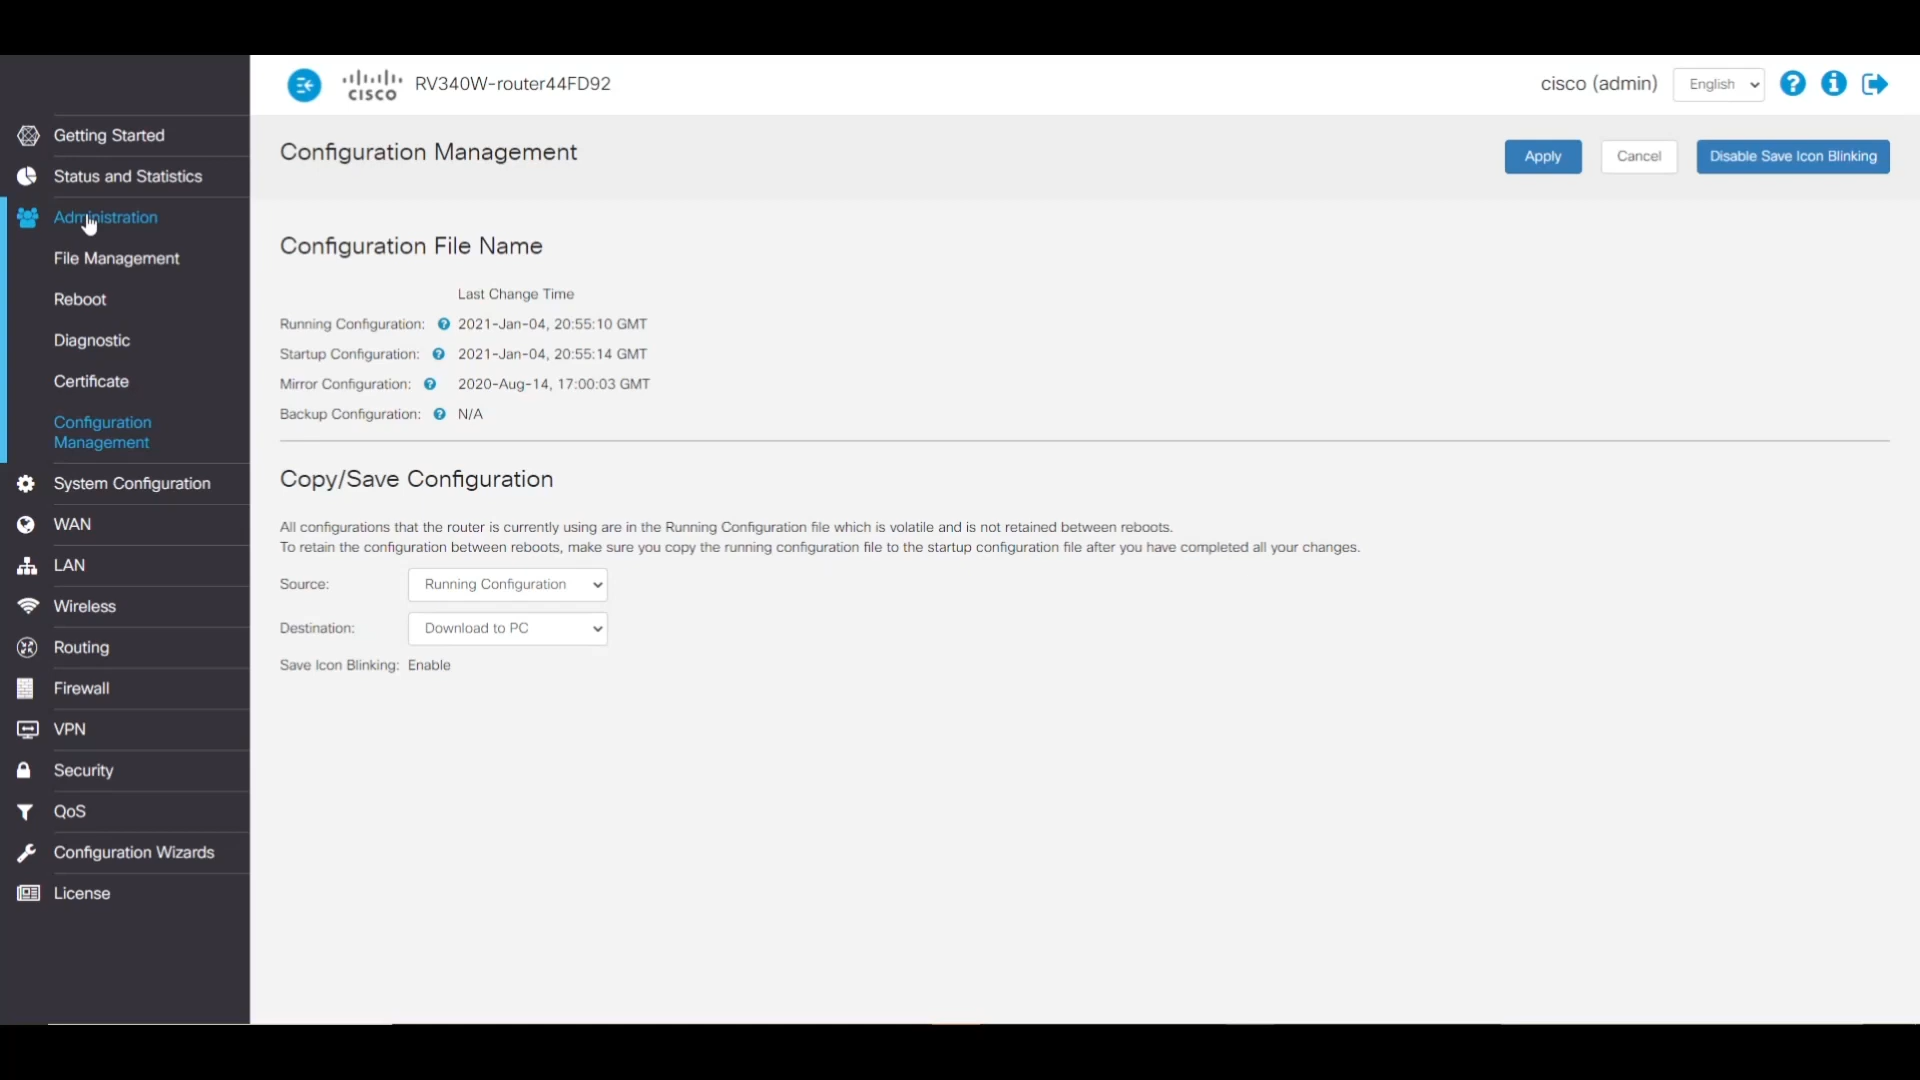 CISCO
RV340W-router44FD92
cisco (admin)
English
Getting Started
Status and Statistics
Administration
File Management
Reboot
Diagnostic
Certificate
Configuration
Management
System Configuration
WAN
LAN
Wireless
Routing
Firewall
VPN
Security
QoS
Configuration Wizards
License
Configuration Management
Apply
Cancel
Disable Save Icon Blinking
Configuration File Name
Last Change Time
Running Configuration: ? 2021-Jan-04, 20:55:10 GMT
Startup Configuration: ? 2021-Jan-04, 20:55:14 GMT
Mirror Configuration: ? 2020-Aug-14, 17:00:03 GMT
Backup Configuration: ? N/A
Copy/Save Configuration
All configurations that the router is currently using are in the Running Configuration file which is volatile and is not retained between reboots.
To retain the configuration between reboots, make sure you copy the running configuration file to the startup configuration file after you have completed all your changes.
Source: Running Configuration
Destination: Download to PC
Save Icon Blinking: Enable